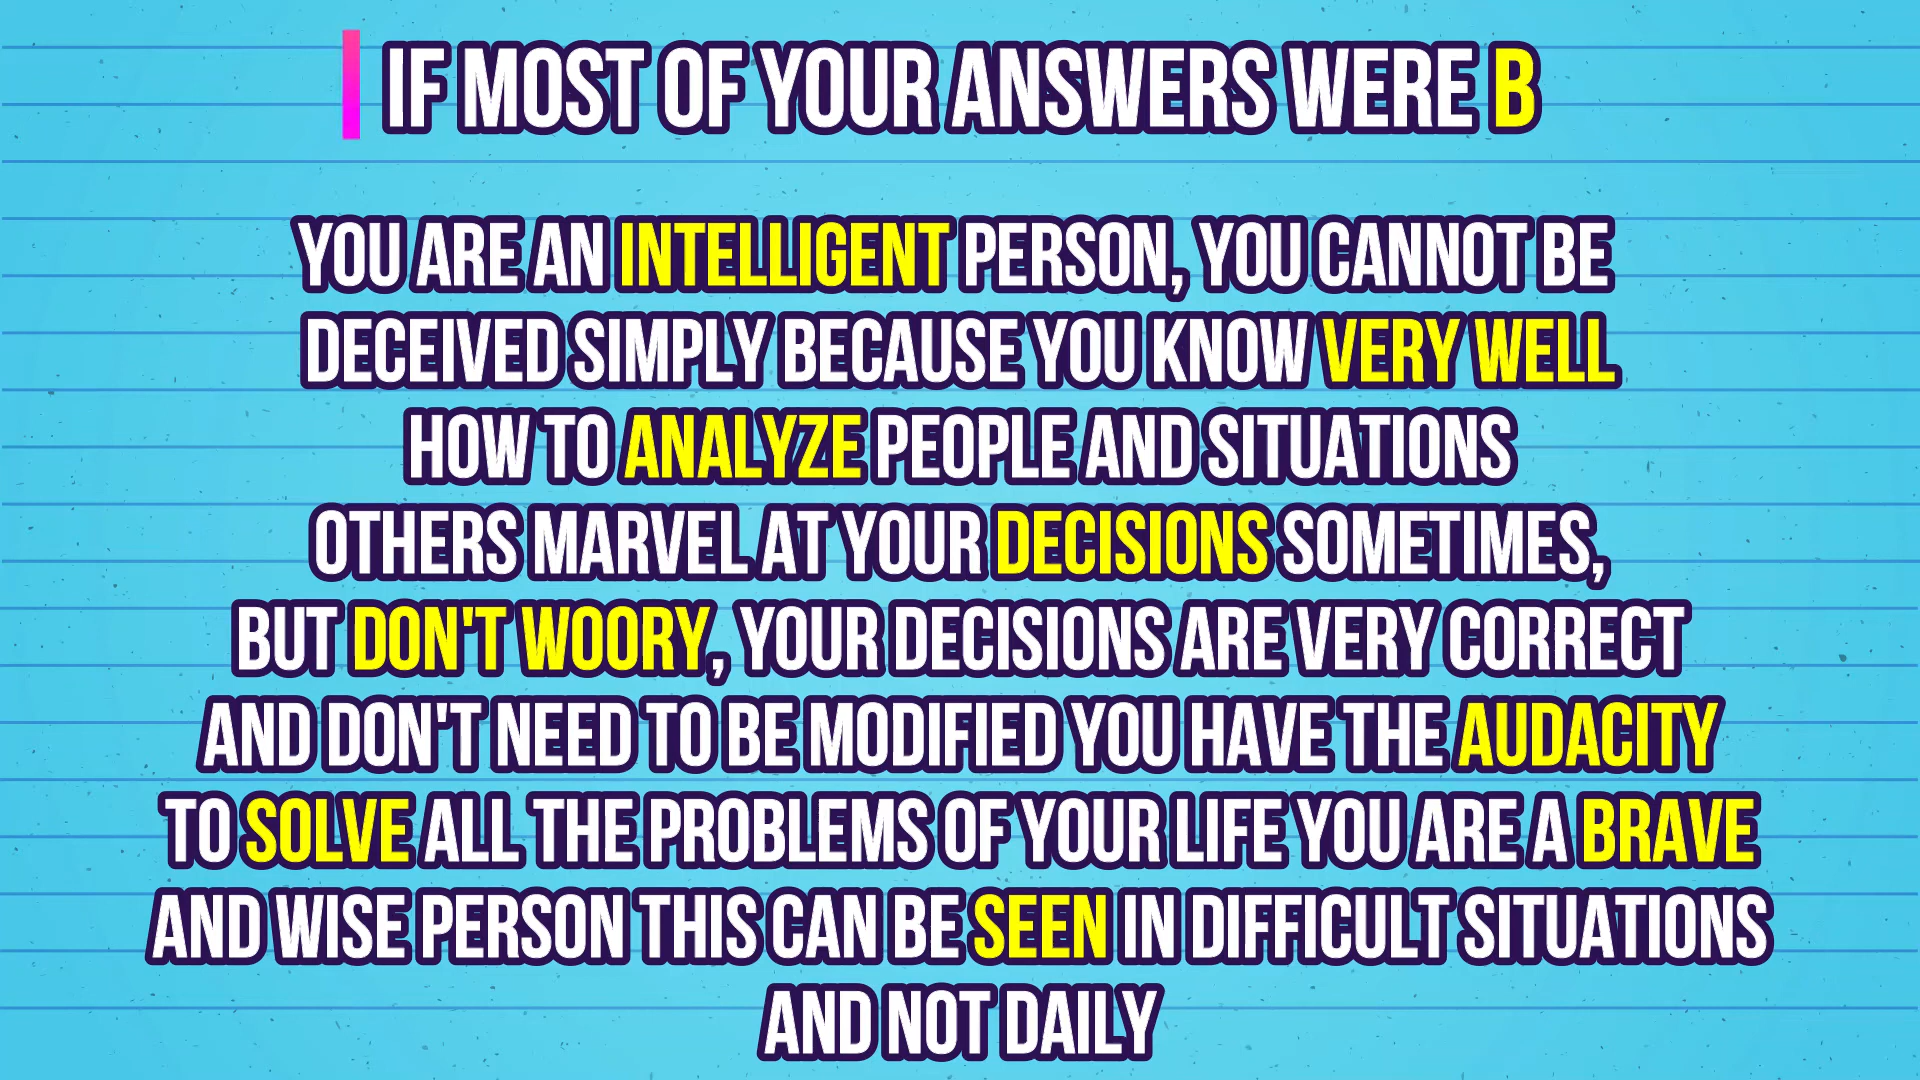 IF MOST OF YOUR ANSWERS WERE B
YOU ARE AN INTELLIGENT PERSON, YOU CANNOT BE
DECEIVED SIMPLY BECAUSE YOU KNOW VERY WELL
HOW TO ANALYZE PEOPLE AND SITUATIONS
OTHERS MARVEL AT YOUR DECISIONS SOMETIMES,
BUT DON'T WOORY, YOUR DECISIONS ARE VERY CORRECT
AND DON'T NEED TO BE MODIFIED YOU HAVE THE AUDACITY
TO SOLVE ALL THE PROBLEMS OF YOUR LIFE YOU ARE A BRAVE
AND WISE PERSON THIS CAN BE SEEN IN DIFFICULT SITUATIONS
AND NOT DAILY